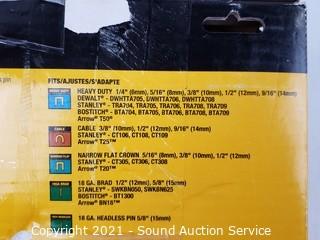 s pin
FITS/AJUSTES/S'ADAPTE
HEAVY DUTY 1/4" (6mm), 5/16" (8mm), 3/8" (10mm), 1/2" (12mm), 9/16" (14mm)
DEWALT® - DWHTTA705, DWHTTA706, DWHTTA708
STANLEY® - TRA704, TRA705, TRA706, TRA708, TRA709
BOSTITCH® - BTA704, BTA705, BTA706, BTA708, BTA709
Arrow® T50®
CABLE 3/8" (10mm), 1/2" (12mm), 9/16" (14mm)
STANLEY® - CT106, CT108, CT109
Arrow® T25™
NARROW FLAT CROWN 5/16" (8mm), 3/8" (10mm), 1/2" (12mm)
STANLEY® - CT305, CT306, CT308
Arrow® T20™
18 GA. BRAD 1/2" (12mm), 5/8" (15mm)
STANLEY® - SWKBN050, SWKBN625
BOSTITCH® - BT1300
Arrow® BN18™
18 GA. HEADLESS PIN 5/8" (15mm)
Copyright 2021 - Sound Auction Service